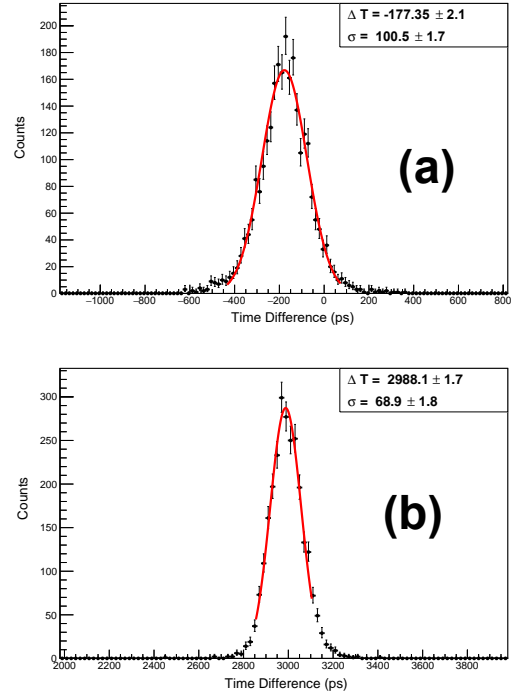 Δ T = -177.35 ± 2.1
σ = 100.5 ± 1.7
Counts
200
180
160
140
120
100
80
60
40
20
0
(a)
−1000 −800 −600 −400 −200 0 200 400 600 800
Time Difference (ps)
Δ T = 2988.1 ± 1.7
σ = 68.9 ± 1.8
Counts
300
250
200
150
100
50
0
(b)
2000 2200 2400 2600 2800 3000 3200 3400 3600 3800
Time Difference (ps)